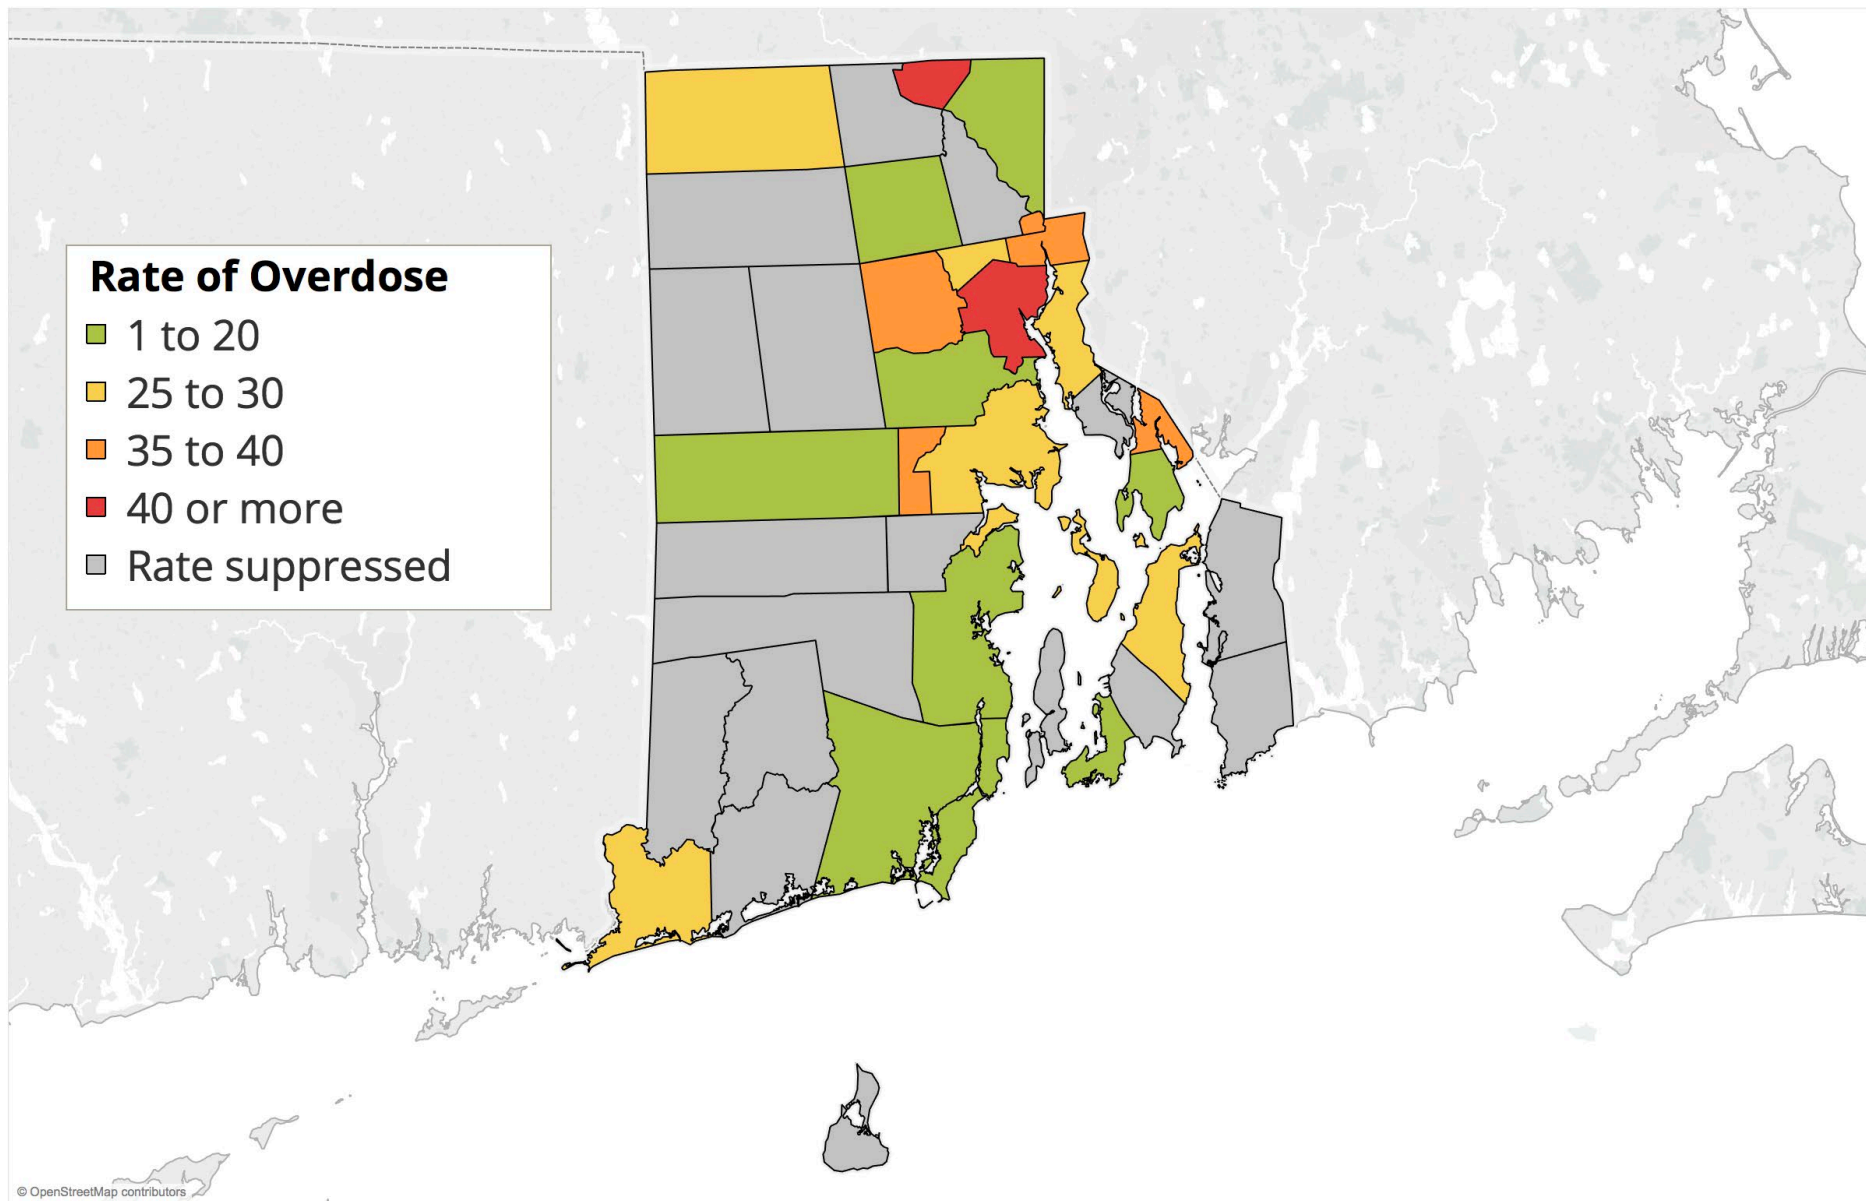 Rate of Overdose
1 to 20
25 to 30
35 to 40
40 or more
Rate suppressed
© OpenStreetMap contributors